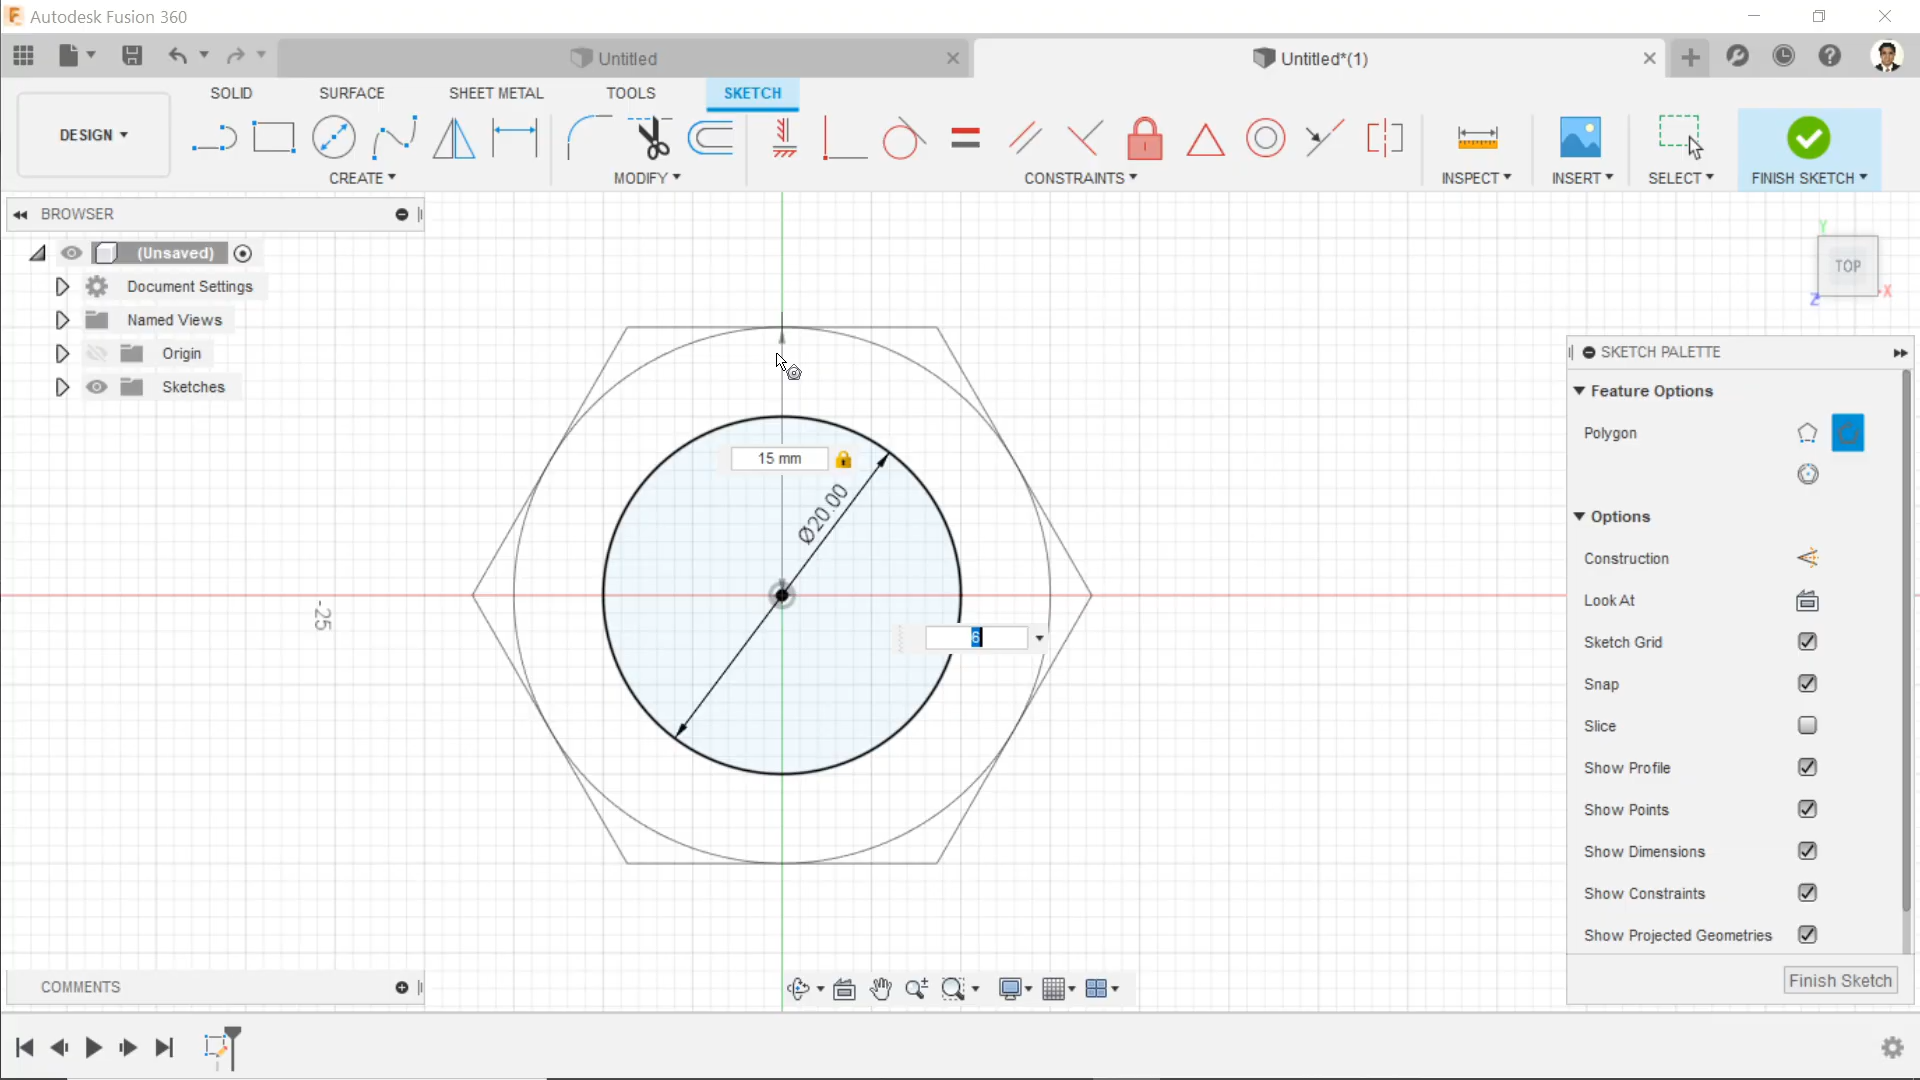 Autodesk Fusion 360
Untitled
Untitled*(1)
SOLID
SURFACE
SHEET METAL
TOOLS
SKETCH
DESIGN
CREATE
MODIFY
CONSTRAINTS
INSPECT
INSERT
SELECT
FINISH SKETCH
BROWSER
(Unsaved)
Document Settings
Named Views
Origin
Sketches
Y
TOP
X
Z
15 mm
Ø20.00
-25
6
SKETCH PALETTE
Feature Options
Polygon
Options
Construction
Look At
Sketch Grid
Snap
Slice
Show Profile
Show Points
Show Dimensions
Show Constraints
Show Projected Geometries
Finish Sketch
COMMENTS